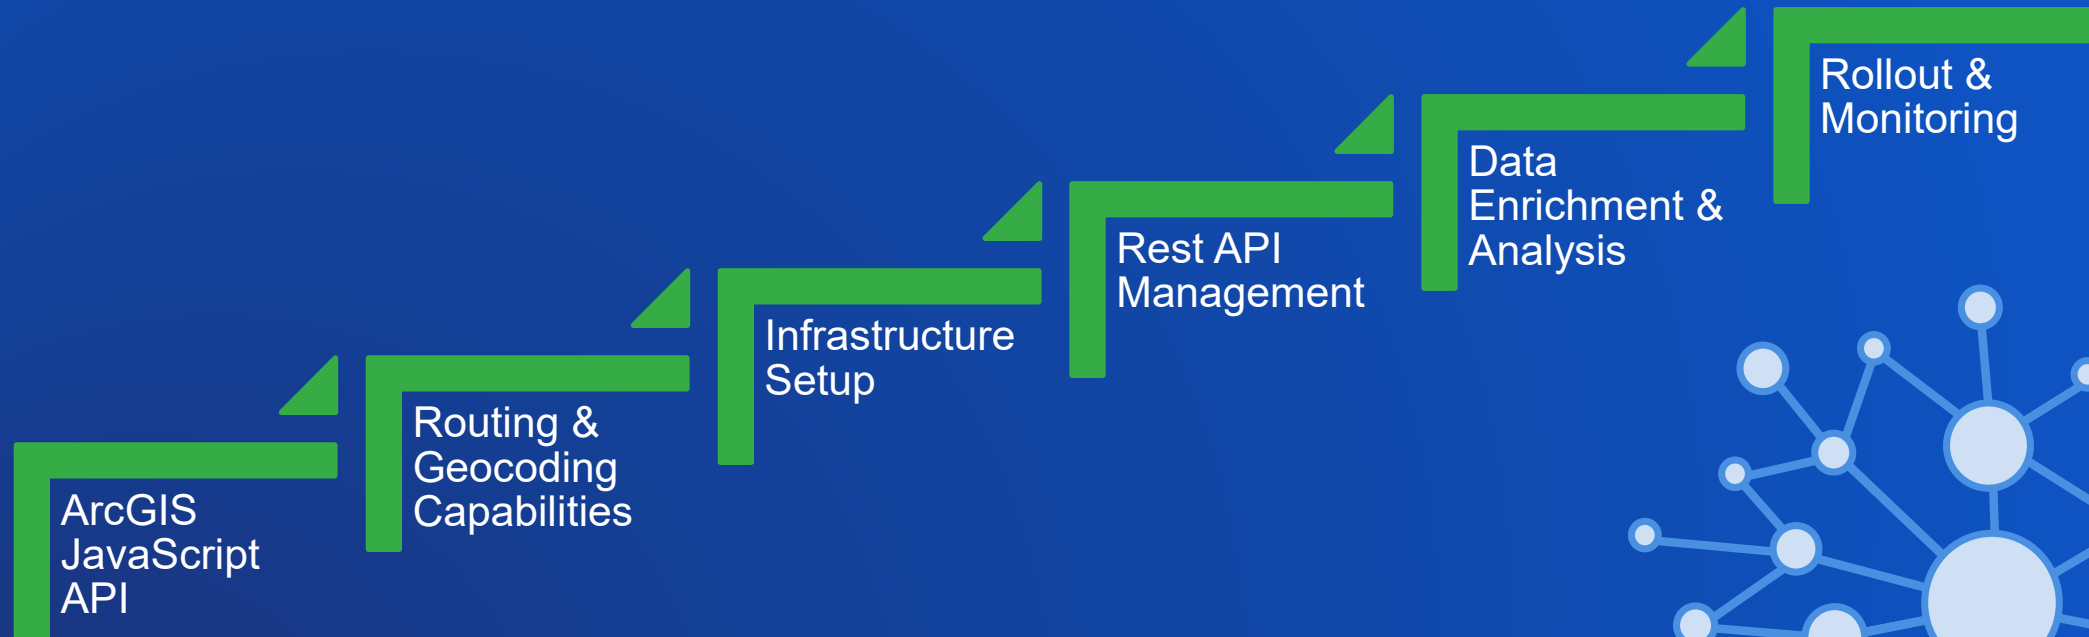 ArcGIS
JavaScript
API
Routing &
Geocoding
Capabilities
Infrastructure
Setup
Rest API
Management
Data
Enrichment &
Analysis
Rollout &
Monitoring